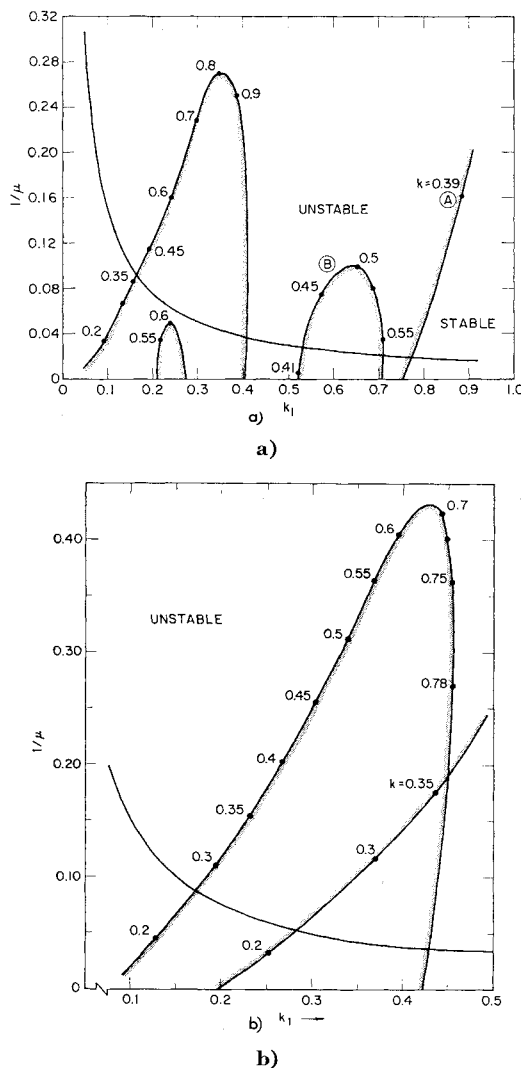 0.32
0.28
0.24
0.20
0.16
0.12
0.08
0.04
0
1/μ
0.8
0.9
0.7
0.6
0.45
0.35
0.2
0.6
0.55
UNSTABLE
B
0.5
0.45
0.55
0.41
k=0.39
A
STABLE
0 0.1 0.2 0.3 0.4 0.5 0.6 0.7 0.8 0.9 1.0
k1
a)
a)
0.40
0.30
0.20
0.10
0
1/μ
UNSTABLE
0.7
0.6
0.75
0.55
0.5
0.78
0.45
0.4
k=0.35
0.35
0.3
0.3
0.2
0.2
0.1 0.2 0.3 0.4 0.5
b) k1 →
b)